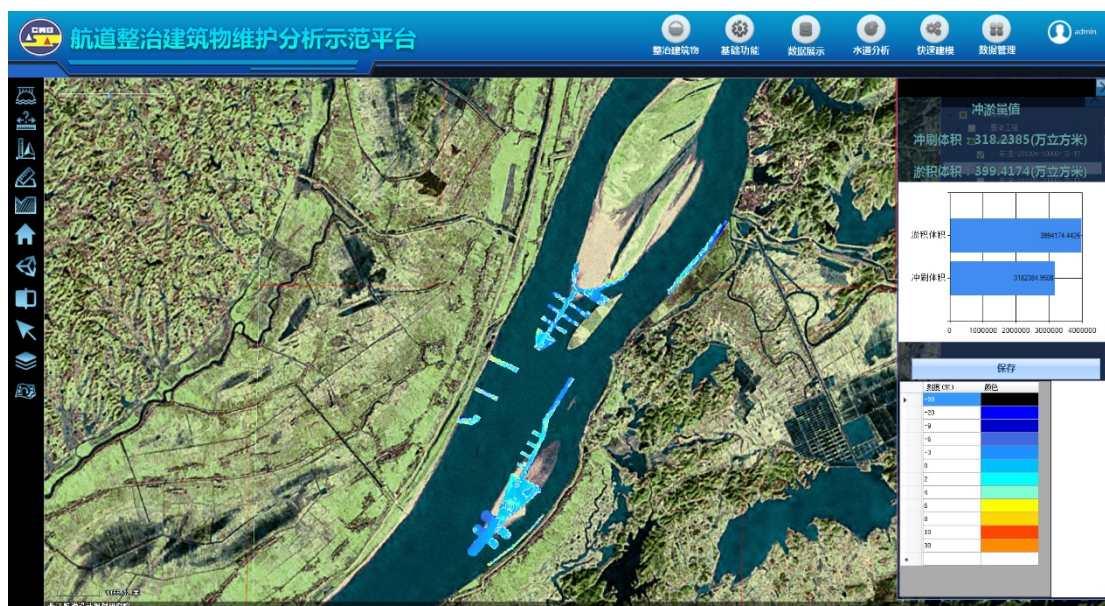 CWB
航道整治建筑物维护分析示范平台
整治建筑物
基础功能
数据展示
水道分析
快速建模
数据管理
admin
冲淤量值
整治工程
冲刷体积：318.2385(万立方米)
淤积体积：399.4174(万立方米)
淤积体积
3994174.4426
冲刷体积
3182384.9508
0 1000000 2000000 3000000 4000000
保存
刻度(米) 颜色
-20
-9
-6
-3
0
2
4
6
8
10
30